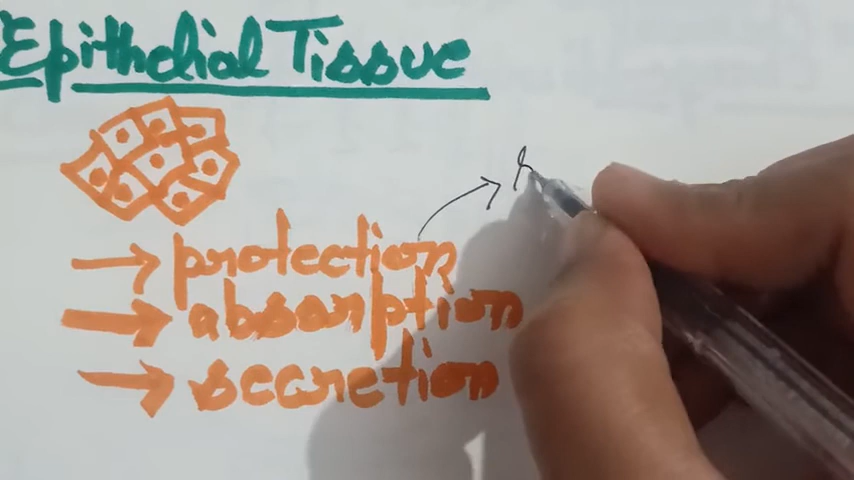 Epithelial Tissue
→ protection
→ absorption
→ secretion